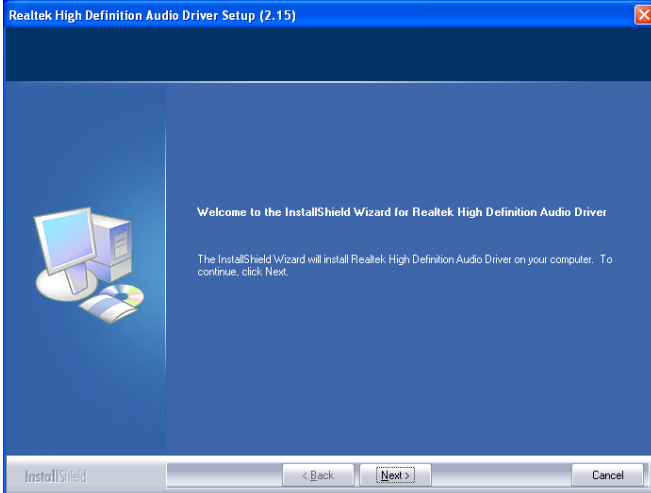 Realtek High Definition Audio Driver Setup (2.15)
Welcome to the InstallShield Wizard for Realtek High Definition Audio Driver
The InstallShield Wizard will install Realtek High Definition Audio Driver on your computer. To
continue, click Next.
InstallShield
< Back
Next >
Cancel